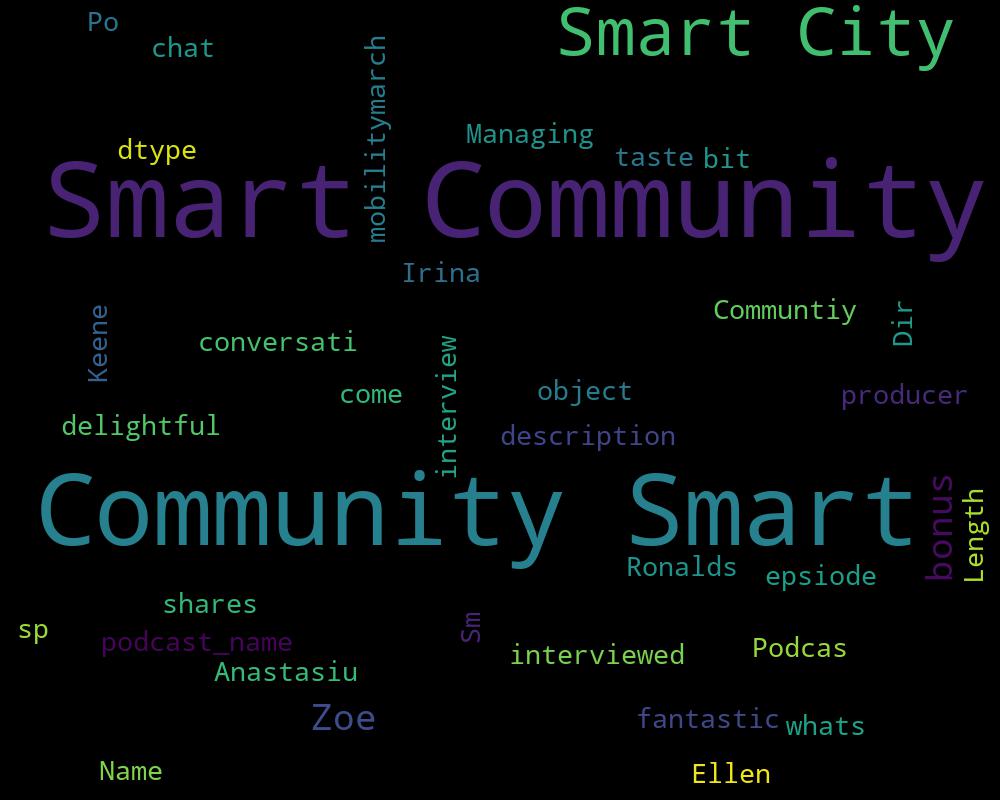 Po
Smart City
chat
mobilitymarch
Managing
dtype
taste
bit
Smart Community
Irina
Keene
Communtiy
Dir
conversati
interview
come
object
producer
delightful
description
Community Smart
bonus
Length
Ronalds
epsiode
shares
sp
Sm
podcast_name
interviewed
Podcas
Anastasiu
Zoe
fantastic
whats
Name
Ellen